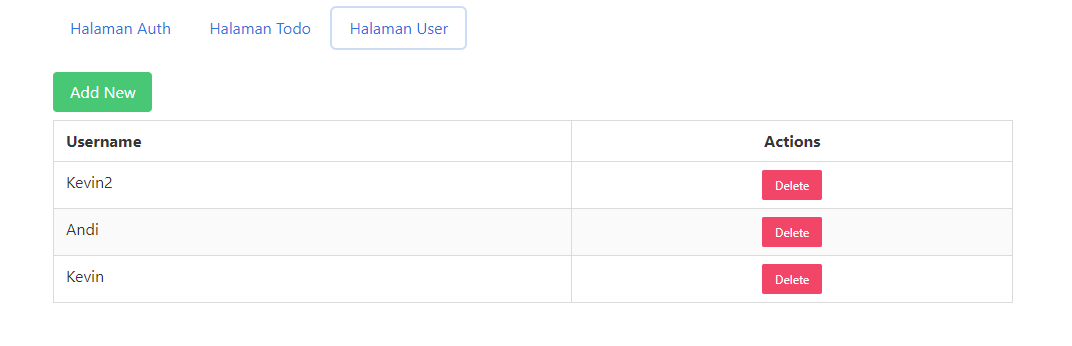 Halaman Auth Halaman Todo Halaman User
Add New
Username Actions
Kevin2 Delete
Andi Delete
Kevin Delete